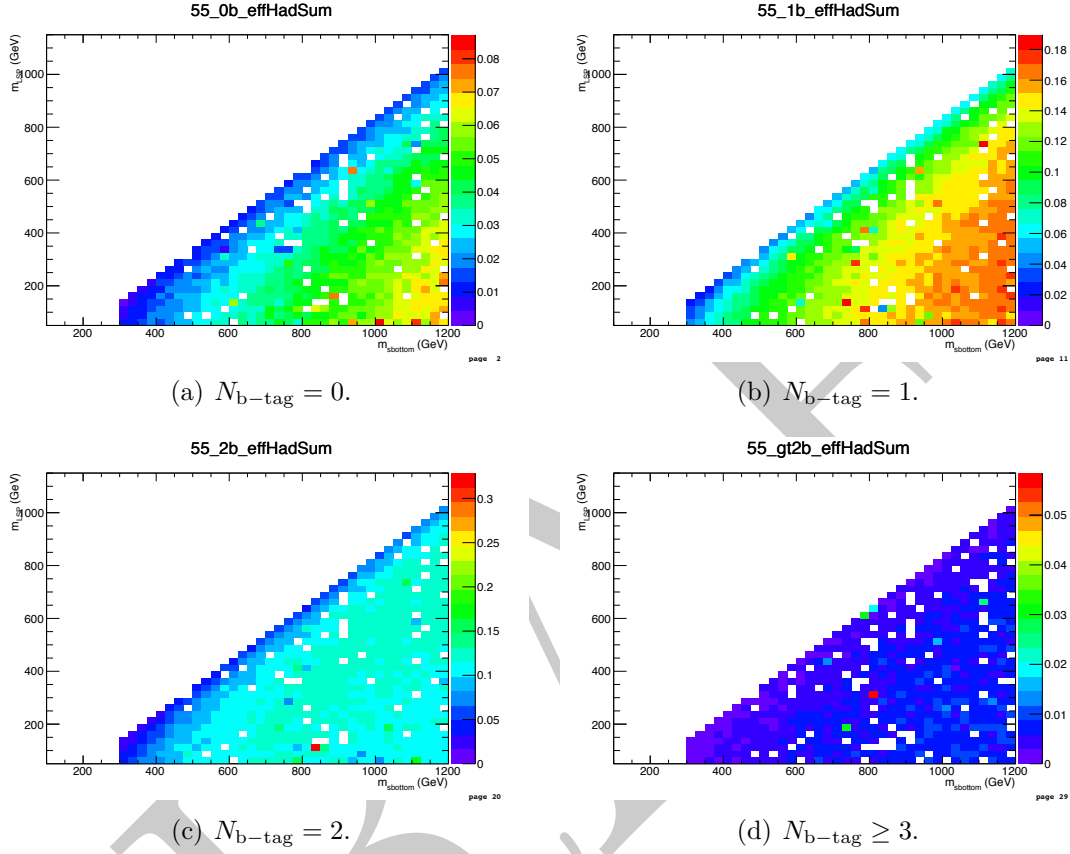 55_0b_effHadSum
m_LSP (GeV)
1000
800
600
400
200
200 400 600 800 1000 1200
m_sbottom (GeV)
0.08
0.07
0.06
0.05
0.04
0.03
0.02
0.01
0
page 2
(a) N_b−tag = 0.
55_1b_effHadSum
m_LSP (GeV)
1000
800
600
400
200
200 400 600 800 1000 1200
m_sbottom (GeV)
0.18
0.16
0.14
0.12
0.1
0.08
0.06
0.04
0.02
0
page 11
(b) N_b−tag = 1.
55_2b_effHadSum
m_LSP (GeV)
1000
800
600
400
200
200 400 600 800 1000 1200
m_sbottom (GeV)
0.3
0.25
0.2
0.15
0.1
0.05
0
page 20
(c) N_b−tag = 2.
55_gt2b_effHadSum
m_LSP (GeV)
1000
800
600
400
200
200 400 600 800 1000 1200
m_sbottom (GeV)
0.05
0.04
0.03
0.02
0.01
0
page 29
(d) N_b−tag ≥ 3.